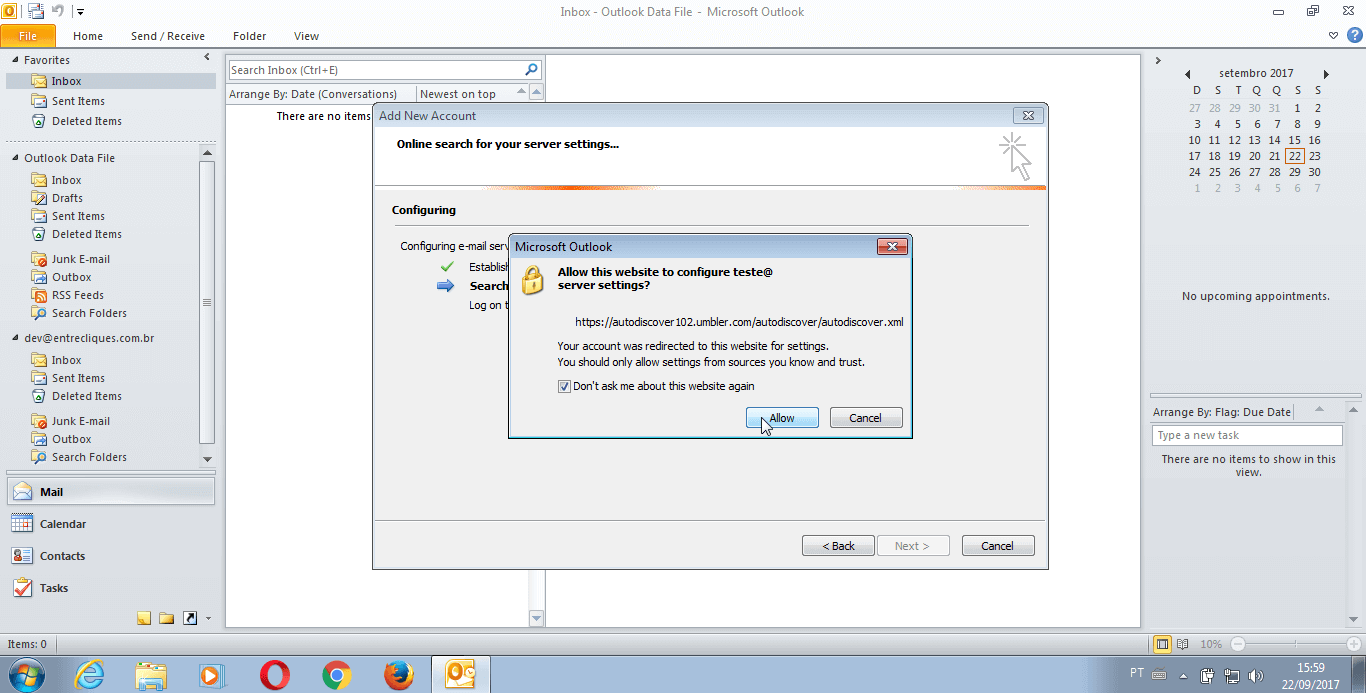 Inbox - Outlook Data File - Microsoft Outlook
File Home Send / Receive Folder View
Favorites
Inbox
Sent Items
Deleted Items
Outlook Data File
Inbox
Drafts
Sent Items
Deleted Items
Junk E-mail
Outbox
RSS Feeds
Search Folders
dev@entrecliques.com.br
Inbox
Sent Items
Deleted Items
Junk E-mail
Outbox
Search Folders
Mail
Calendar
Contacts
Tasks
Search Inbox (Ctrl+E)
Arrange By: Date (Conversations) Newest on top
There are no items
Add New Account
Online search for your server settings...
Configuring
Configuring e-mail serv
Establish
Search
Log on t
Microsoft Outlook
Allow this website to configure teste@
server settings?
https://autodiscover102.umbler.com/autodiscover/autodiscover.xml
Your account was redirected to this website for settings.
You should only allow settings from sources you know and trust.
Don't ask me about this website again
Allow Cancel
< Back Next > Cancel
setembro 2017
D S T Q Q S S
27 28 29 30 31 1 2
3 4 5 6 7 8 9
10 11 12 13 14 15 16
17 18 19 20 21 22 23
24 25 26 27 28 29 30
1 2 3 4 5 6 7
No upcoming appointments.
Arrange By: Flag: Due Date
Type a new task
There are no items to show in this
view.
Items: 0
10%
PT
15:59
22/09/2017